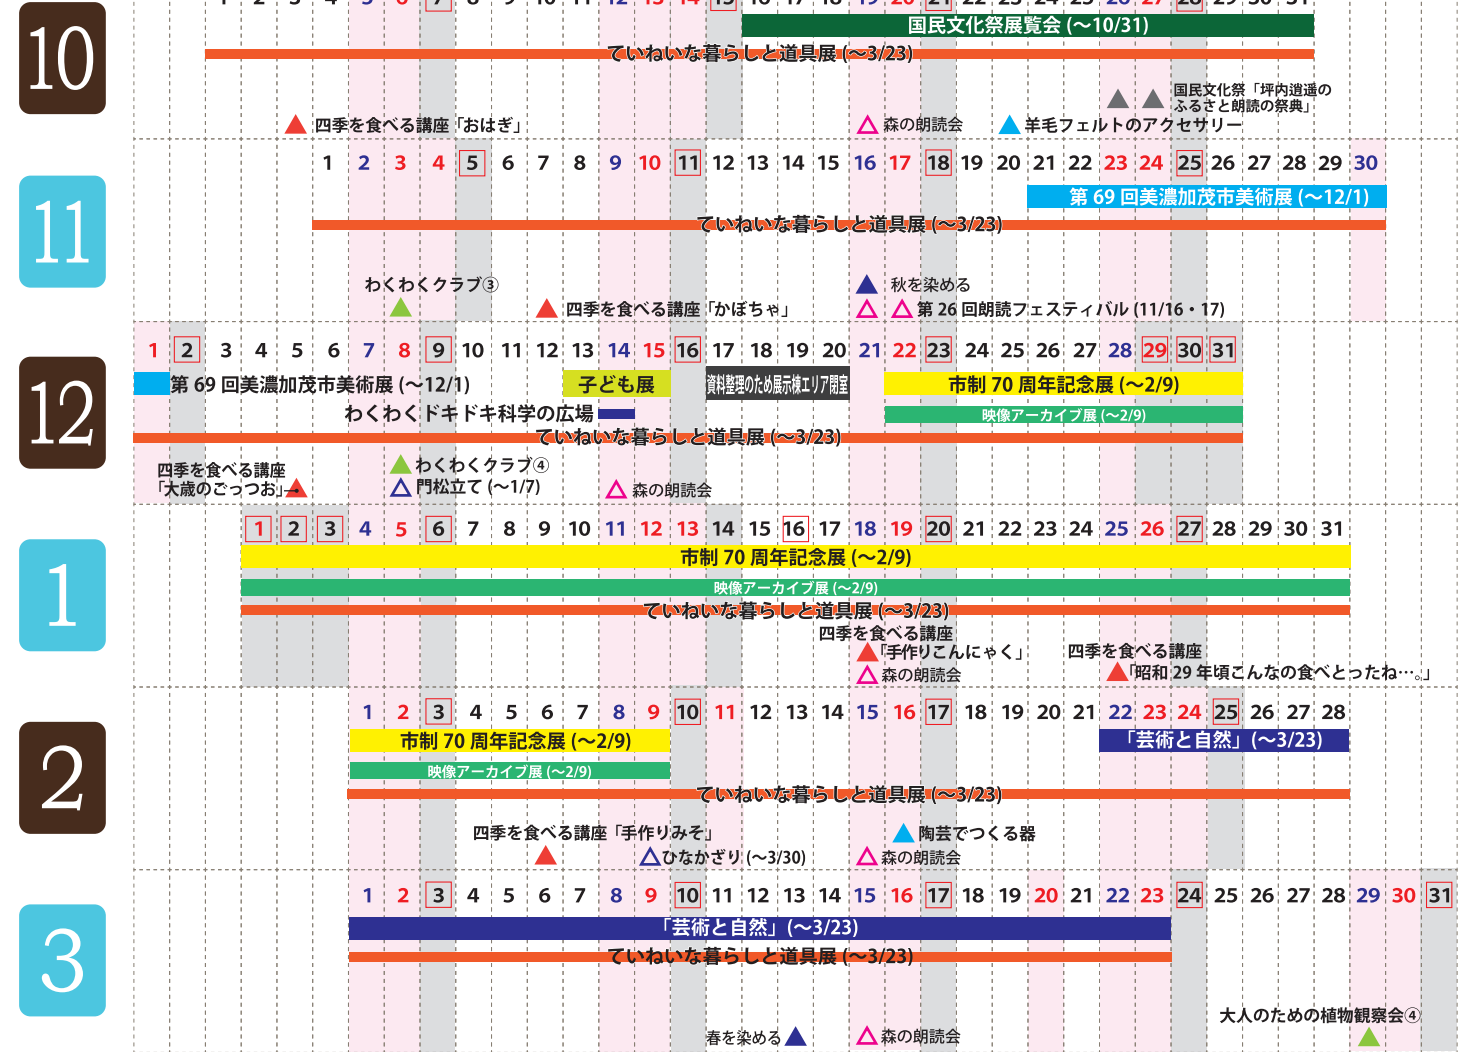 10
1 2 3 4 5 6 7 8 9 10 11 12 13 14 15 16 17 18 19 20 21 22 23 24 25 26 27 28 29 30 31
国民文化祭展覧会 (～10/31)
ていねいな暮らしと道具展 (～3/23)
国民文化祭「坪内逍遥の
ふるさと朗読の祭典」
四季を食べる講座「おはぎ」
森の朗読会
羊毛フェルトのアクセサリー
11
1 2 3 4 5 6 7 8 9 10 11 12 13 14 15 16 17 18 19 20 21 22 23 24 25 26 27 28 29 30
第 69 回美濃加茂市美術展 (～12/1)
ていねいな暮らしと道具展 (～3/23)
わくわくクラブ③
秋を染める
四季を食べる講座「かぼちゃ」
第 26 回朗読フェスティバル (11/16・17)
12
1 2 3 4 5 6 7 8 9 10 11 12 13 14 15 16 17 18 19 20 21 22 23 24 25 26 27 28 29 30 31
第 69 回美濃加茂市美術展 (～12/1)
子ども展
資料整理のため展示棟エリア閉室
市制 70 周年記念展 (～2/9)
わくわくドキドキ科学の広場
映像アーカイブ展 (～2/9)
ていねいな暮らしと道具展 (～3/23)
四季を食べる講座
「大歳のごっつお」
わくわくクラブ④
門松立て (～1/7)
森の朗読会
1
1 2 3 4 5 6 7 8 9 10 11 12 13 14 15 16 17 18 19 20 21 22 23 24 25 26 27 28 29 30 31
市制 70 周年記念展 (～2/9)
映像アーカイブ展 (～2/9)
ていねいな暮らしと道具展 (～3/23)
四季を食べる講座
「手作りこんにゃく」
森の朗読会
四季を食べる講座
「昭和 29 年頃こんなの食べとったね…。」
2
1 2 3 4 5 6 7 8 9 10 11 12 13 14 15 16 17 18 19 20 21 22 23 24 25 26 27 28
市制 70 周年記念展 (～2/9)
「芸術と自然」(～3/23)
映像アーカイブ展 (～2/9)
ていねいな暮らしと道具展 (～3/23)
四季を食べる講座「手作りみそ」
陶芸でつくる器
ひなかざり (～3/30)
森の朗読会
3
1 2 3 4 5 6 7 8 9 10 11 12 13 14 15 16 17 18 19 20 21 22 23 24 25 26 27 28 29 30 31
「芸術と自然」(～3/23)
ていねいな暮らしと道具展 (～3/23)
大人のための植物観察会④
春を染める
森の朗読会